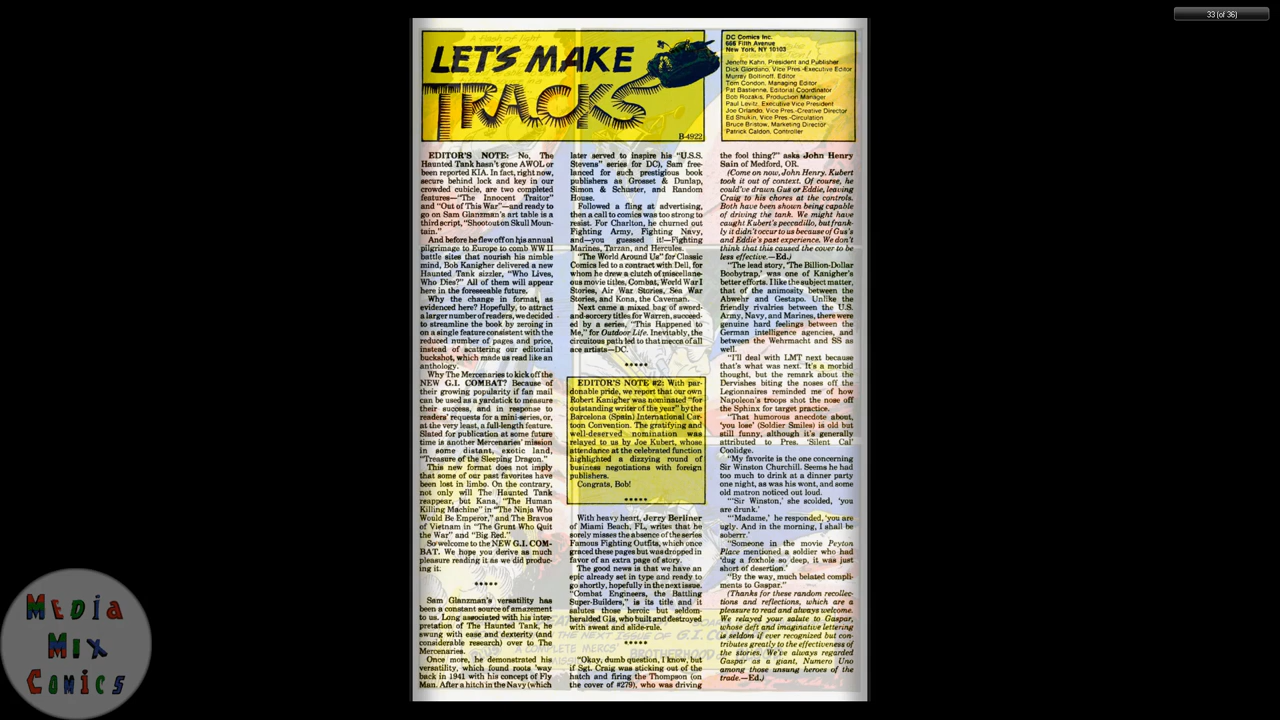 33 (of 36)
LET'S MAKE
TRACKS
B-4922
DC Comics Inc.
666 Fifth Avenue
New York, NY 10103
Jenette Kahn, President and Publisher
Dick Giordano, Vice Pres.-Executive Editor
Murray Boltinoff, Editor
Tom Condon, Managing Editor
Pat Bastienne, Editorial Coordinator
Bob Rozakis, Production Manager
Paul Levitz, Executive Vice President
Joe Orlando, Vice Pres.-Creative Director
Ed Shukin, Vice Pres.-Circulation
Bruce Bristow, Marketing Director
Patrick Caldon, Controller
EDITOR'S NOTE: No, The
Haunted Tank hasn't gone AWOL or
been reported KIA. In fact, right now,
secure behind lock and key in our
crowded cubicle, are two completed
features—"The Innocent Traitor"
and "Out of This War"—and ready to
go on Sam Glanzman's art table is a
third script, "Shootout on Skull Moun-
tain."
And before he flew off on his annual
pilgrimage to Europe to comb WW II
battle sites that nourish his nimble
mind, Bob Kanigher delivered a new
Haunted Tank sizzler, "Who Lives,
Who Dies?" All of them will appear
here in the foreseeable future.
Why the change in format, as
evidenced here? Hopefully, to attract
a larger number of readers, we decided
to streamline the book by zeroing in
on a single feature consistent with the
reduced number of pages and price,
instead of scattering our editorial
buckshot, which made us read like an
anthology.
Why The Mercenaries to kick off the
NEW G.I. COMBAT? Because of
their growing popularity if fan mail
can be used as a yardstick to measure
their success, and in response to
readers' requests for a mini-series, or,
at the very least, a full-length feature.
Slated for publication at some future
time is another Mercenaries' mission
in some distant, exotic land,
"Treasure of the Sleeping Dragon."
This new format does not imply
that some of our past favorites have
been lost in limbo. On the contrary,
not only will The Haunted Tank
reappear, but Kana, "The Human
Killing Machine" in "The Ninja Who
Would Be Emperor," and The Bravos
of Vietnam in "The Grunt Who Quit
the War" and "Big Red."
So welcome to the NEW G.I. COM-
BAT. We hope you derive as much
pleasure reading it as we did produc-
ing it.
*****
Sam Glanzman's versatility has
been a constant source of amazement
to us. Long associated with his inter-
pretation of The Haunted Tank, he
swung with ease and dexterity (and
considerable research) over to The
Mercenaries.
Once more, he demonstrated his
versatility, which found roots 'way
back in 1941 with his concept of Fly
Man. After a hitch in the Navy (which
later served to inspire his "U.S.S.
Stevens" series for DC), Sam free-
lanced for such prestigious book
publishers as Grosset & Dunlap,
Simon & Schuster, and Random
House.
Followed a fling at advertising,
then a call to comics was too strong to
resist. For Charlton, he churned out
Fighting Army, Fighting Navy,
and—you guessed it!—Fighting
Marines, Tarzan, and Hercules.
"The World Around Us" for Classic
Comics led to a contract with Dell, for
whom he drew a clutch of miscellane-
ous movie titles, Combat, World War I
Stories, Air War Stories, Sea War
Stories, and Kona, the Caveman.
Next came a mixed bag of sword-
and-sorcery titles for Warren, succeed-
ed by a series, "This Happened to
Me," for Outdoor Life. Inevitably, the
circuitous path led to that mecca of all
ace artists—DC.
*****
EDITOR'S NOTE #2: With par-
donable pride, we report that our own
Robert Kanigher was nominated "for
outstanding writer of the year" by the
Barcelona (Spain) International Car-
toon Convention. The gratifying and
well-deserved nomination was
relayed to us by Joe Kubert, whose
attendance at the celebrated function
highlighted a dizzying round of
business negotiations with foreign
publishers.
Congrats, Bob!
*****
With heavy heart, Jerry Berliner
of Miami Beach, FL, writes that he
sorely misses the absence of the series
Famous Fighting Outfits, which once
graced these pages but was dropped in
favor of an extra page of story.
The good news is that we have an
epic already set in type and ready to
go shortly, hopefully in the next issue.
"Combat Engineers, the Battling
Super-Builders," is its title and it
salutes those heroic but seldom-
heralded GIs, who built and destroyed
with sweat and slide-rule.
*****
"Okay, dumb question, I know, but
if Sgt. Craig was sticking out of the
hatch and firing the Thompson (on
the cover of #279), who was driving
the fool thing?" asks John Henry
Sain of Medford, OR.
(Come on now, John Henry. Kubert
took it out of context. Of course, he
could've drawn Gus or Eddie, leaving
Craig to his chores at the controls.
Both have been shown being capable
of driving the tank. We might have
caught Kubert's peccadillo, but frank-
ly it didn't occur to us because of Gus's
and Eddie's past experience. We don't
think that this caused the cover to be
less effective.—Ed.)
"The lead story, 'The Billion-Dollar
Boobytrap,' was one of Kanigher's
better efforts. I like the subject matter,
that of the animosity between the
Abwehr and Gestapo. Unlike the
friendly rivalries between the U.S.
Army, Navy, and Marines, there were
genuine hard feelings between the
German intelligence agencies, and
between the Wehrmacht and SS as
well.
"I'll deal with LMT next because
that's what was next. It's a morbid
thought, but the remark about the
Dervishes biting the noses off the
Legionnaires reminded me of how
Napoleon's troops shot the nose off
the Sphinx for target practice.
"That humorous anecdote about,
'you lose' (Soldier Smiles) is old but
still funny, although it's generally
attributed to Pres. 'Silent Cal'
Coolidge.
"My favorite is the one concerning
Sir Winston Churchill. Seems he had
too much to drink at a dinner party
one night, as was his wont, and some
old matron noticed out loud.
"'Sir Winston,' she scolded, 'you
are drunk.'
"'Madame,' he responded, 'you are
ugly. And in the morning, I shall be
soberrr.'
"Someone in the movie Peyton
Place mentioned a soldier who had
'dug a foxhole so deep, it was just
short of desertion.'
"By the way, much belated compli-
ments to Gaspar."
(Thanks for these random recollec-
tions and reflections, which are a
pleasure to read and always welcome.
We relayed your salute to Gaspar,
whose deft and imaginative lettering
is seldom if ever recognized but con-
tributes greatly to the effectiveness of
the stories. We've always regarded
Gaspar as a giant, Numero Uno
among those unsung heroes of the
trade.—Ed.)
THE NEXT ISSUE OF G.I. CO
A COMPLETE MERCS'
BROTHERHOOD
MEDIA
MIX
COMICS